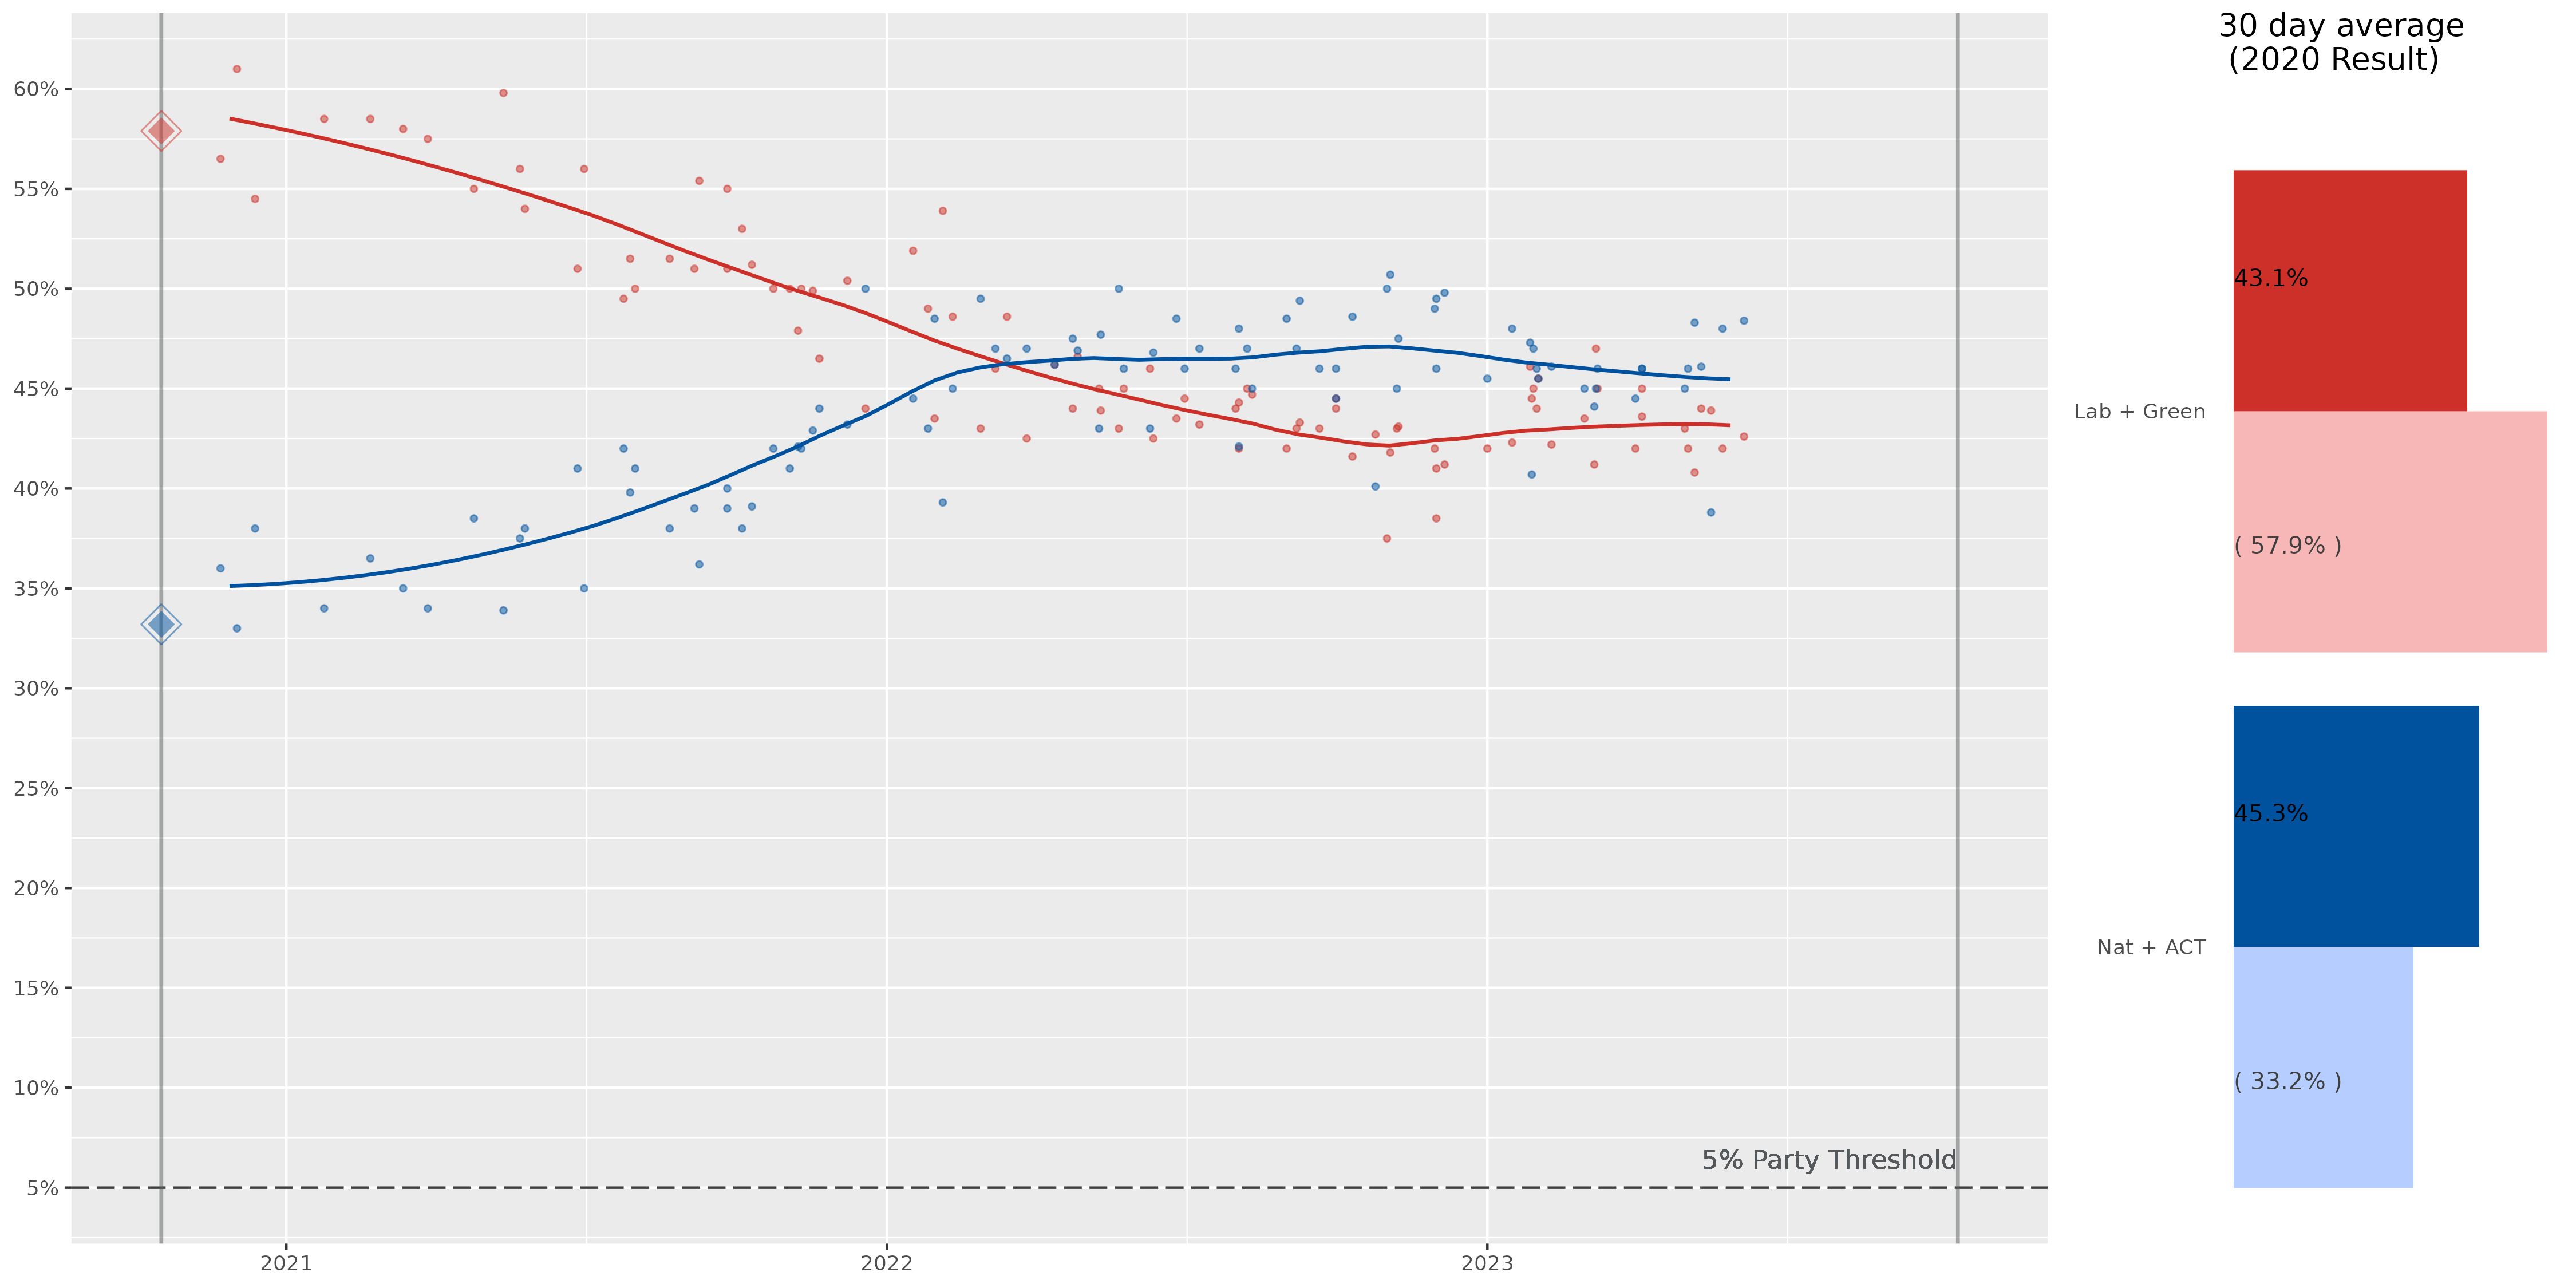 60%
55%
50%
45%
40%
35%
30%
25%
20%
15%
10%
5%
5% Party Threshold
2021
2022
2023
30 day average
(2020 Result)
Lab + Green
43.1%
( 57.9% )
Nat + ACT
45.3%
( 33.2% )